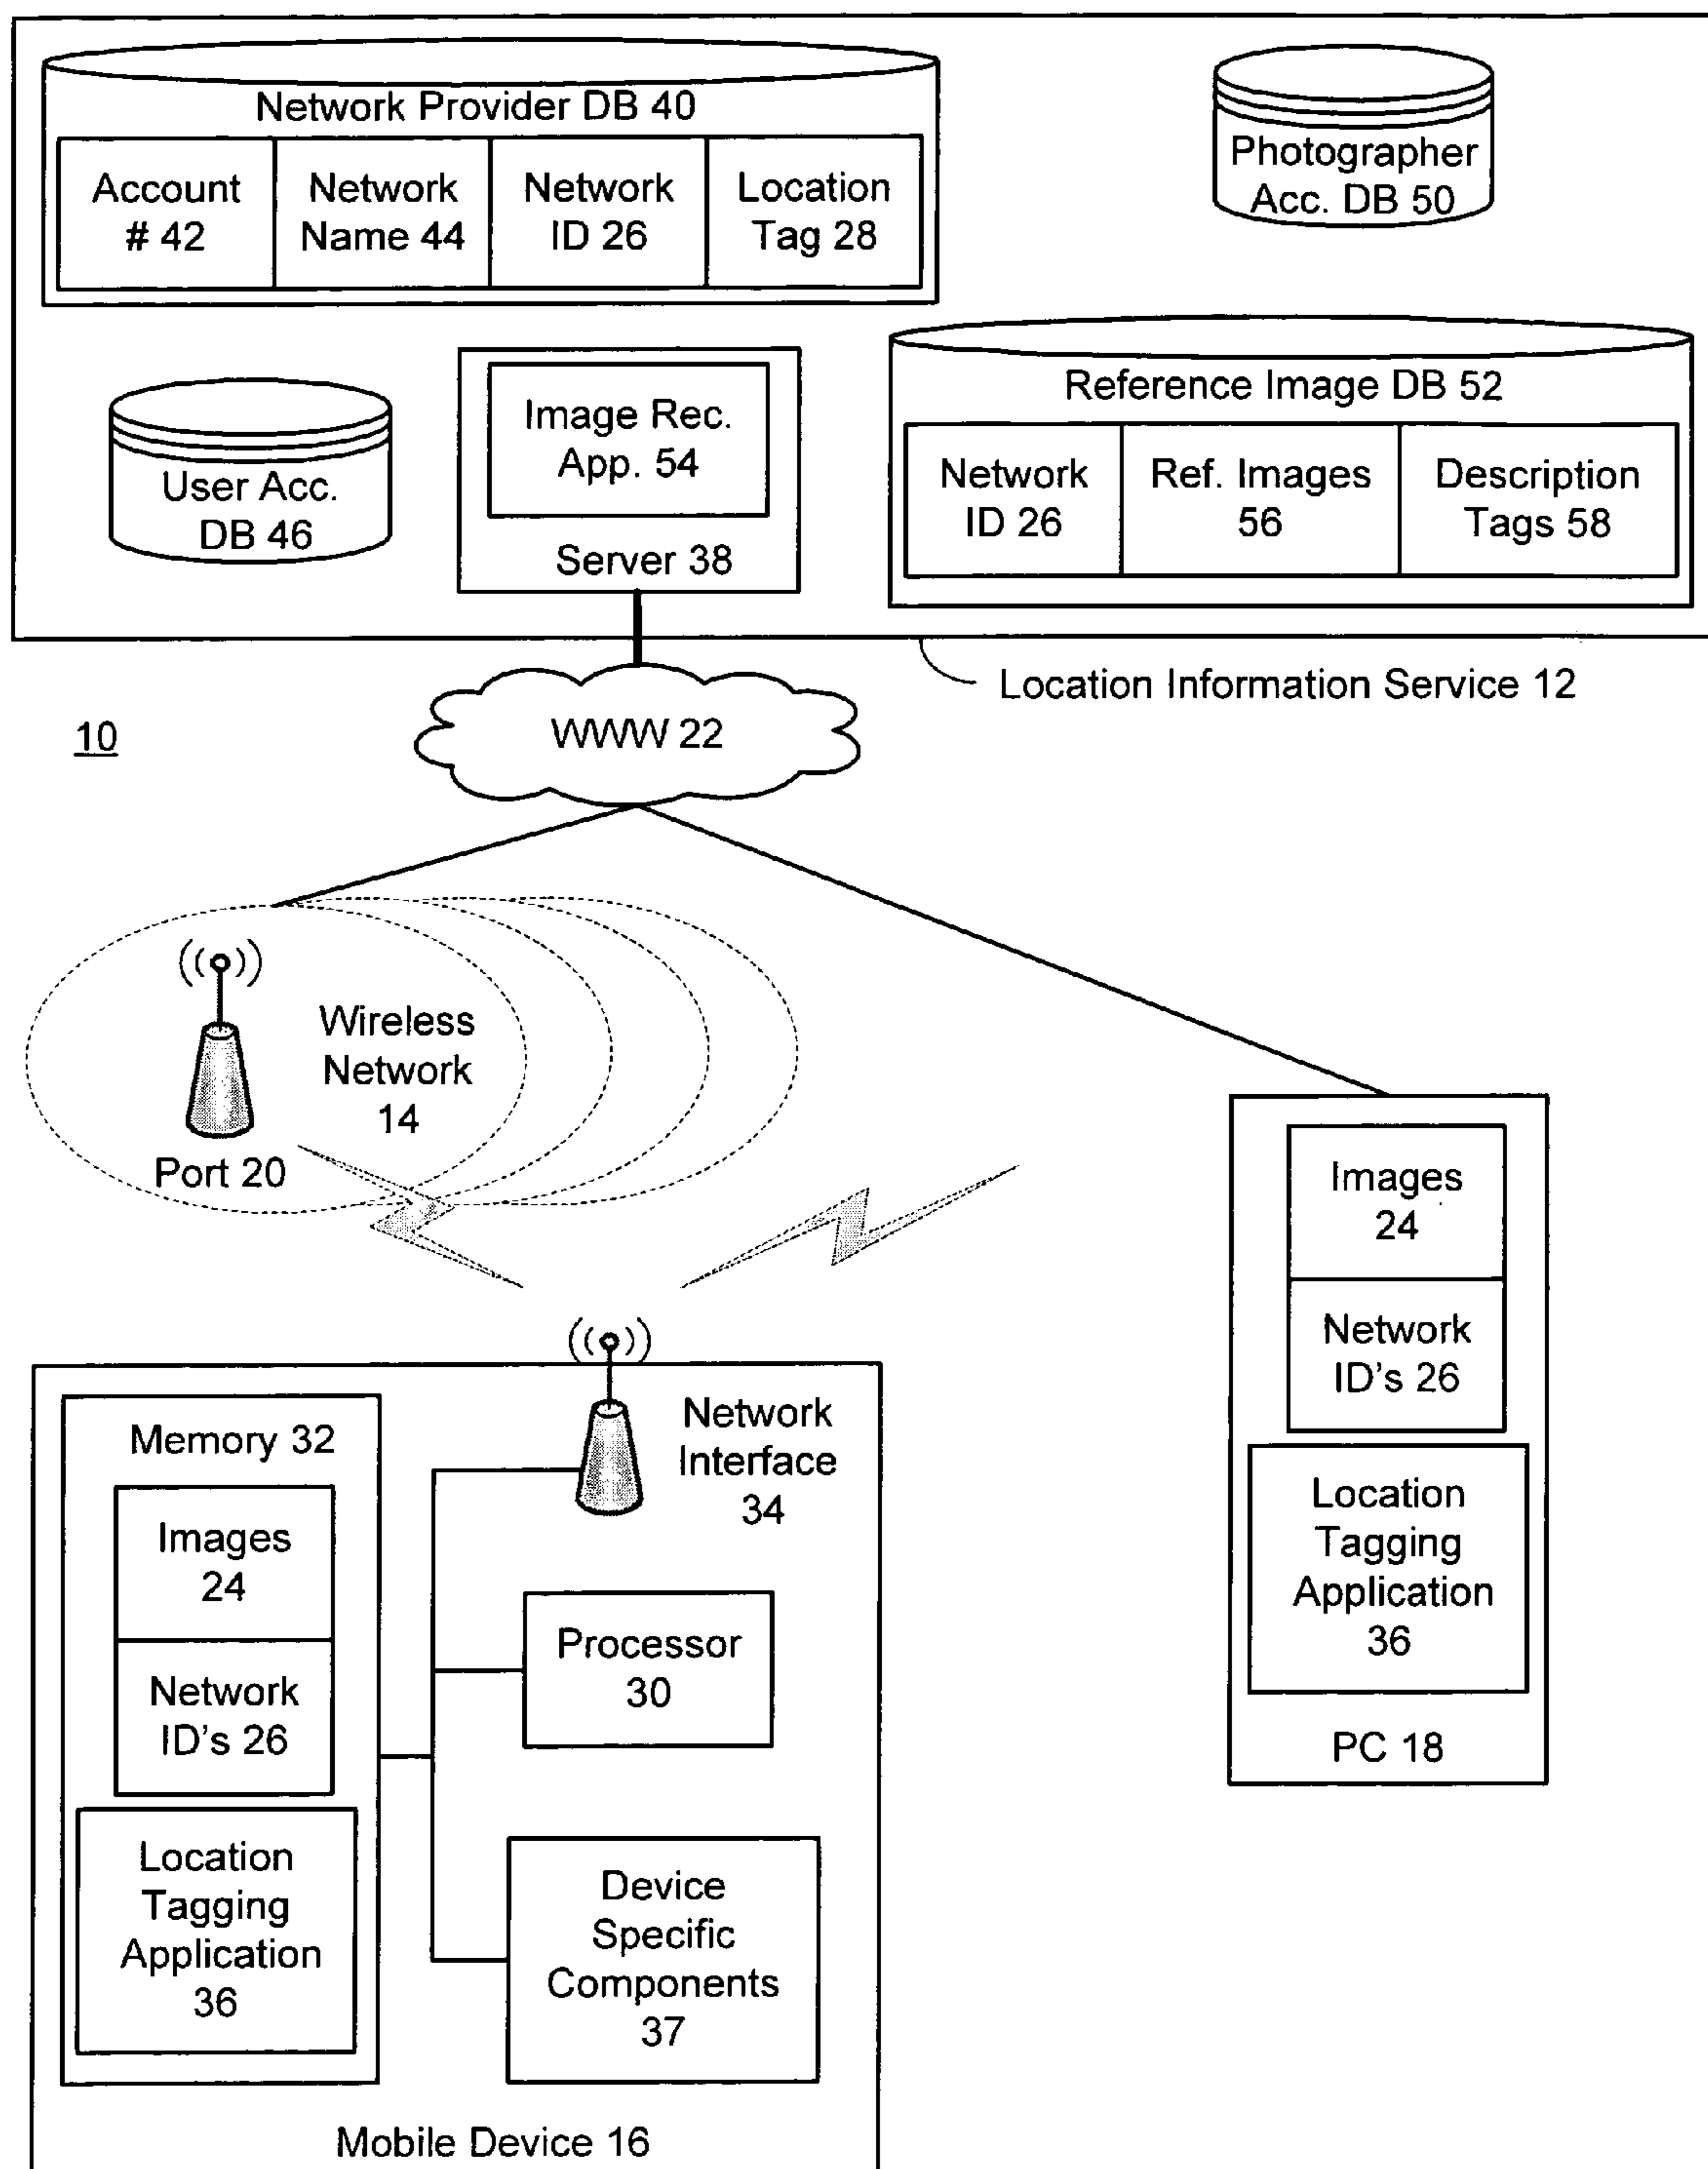 Network Provider DB 40
Account
# 42
Network
Name 44
Network
ID 26
Location
Tag 28
Photographer
Acc. DB 50
User Acc.
DB 46
Image Rec.
App. 54
Server 38
Reference Image DB 52
Network
ID 26
Ref. Images
56
Description
Tags 58
Location Information Service 12
10
WWW 22
Wireless
Network
14
Port 20
Images
24
Network
ID's 26
Location
Tagging
Application
36
PC 18
Memory 32
Images
24
Network
ID's 26
Location
Tagging
Application
36
Network
Interface
34
Processor
30
Device
Specific
Components
37
Mobile Device 16